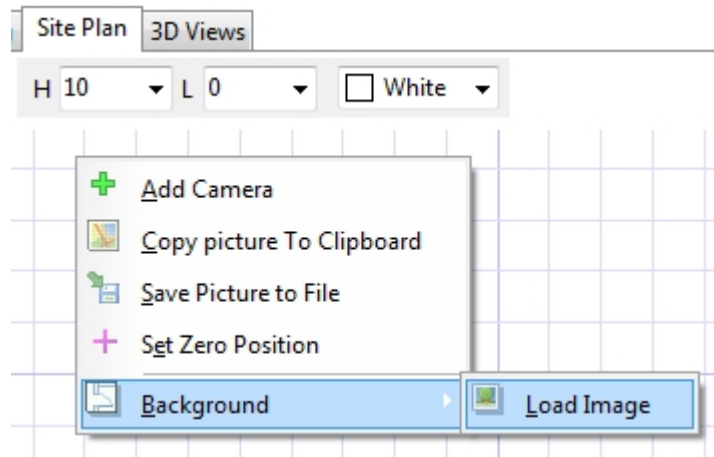 Site Plan 3D Views
H 10 L 0 White
Add Camera
Copy picture To Clipboard
Save Picture to File
Set Zero Position
Background Load Image